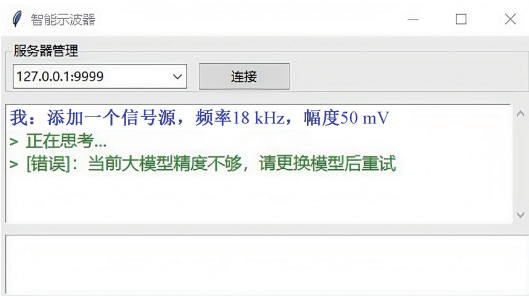 智能示波器
服务器管理
127.0.0.1:9999 连接
我：添加一个信号源，频率18 kHz，幅度50 mV
> 正在思考...
> [错误]：当前大模型精度不够，请更换模型后重试